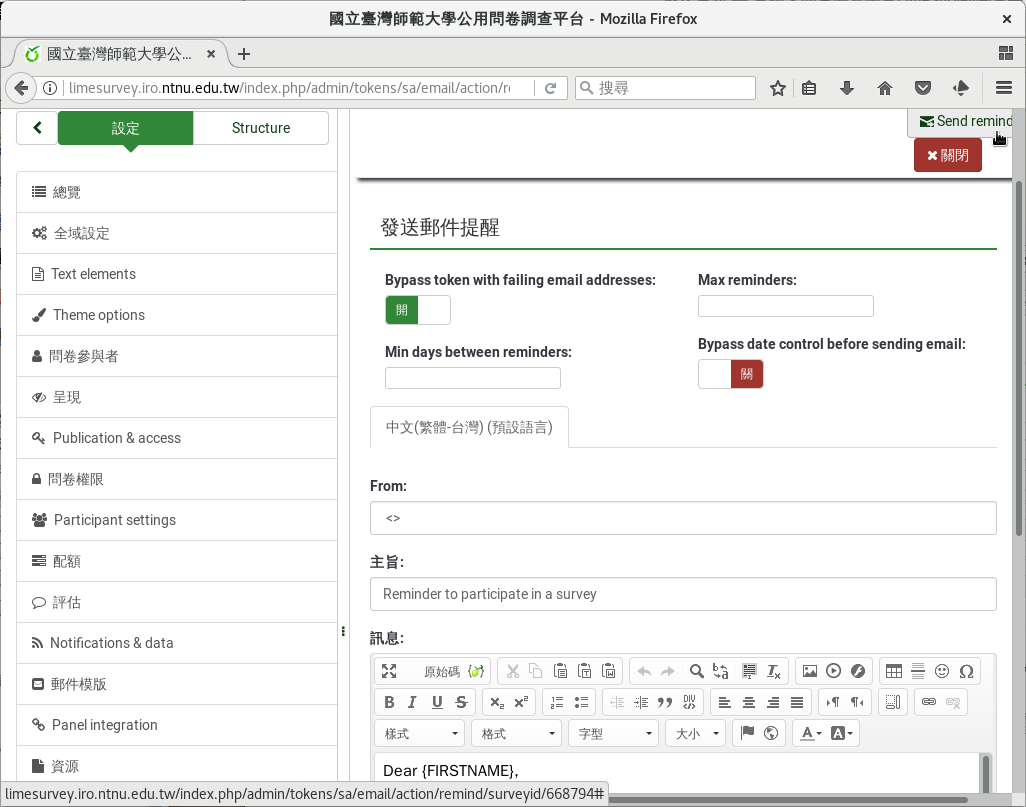 國立臺灣師範大學公用問卷調查平台 - Mozilla Firefox
國立臺灣師範大學公...
limesurvey.iro.ntnu.edu.tw/index.php/admin/tokens/sa/email/action/re
搜尋
設定
Structure
Send remind
關閉
總覽
全域設定
Text elements
Theme options
問卷參與者
呈現
Publication & access
問卷權限
Participant settings
配額
評估
Notifications & data
郵件模版
Panel integration
資源
發送郵件提醒
Bypass token with failing email addresses:
開
Max reminders:
Min days between reminders:
Bypass date control before sending email:
關
中文(繁體-台灣) (預設語言)
From:
<>
主旨:
Reminder to participate in a survey
訊息:
原始碼
樣式
格式
字型
大小
Dear {FIRSTNAME},
limesurvey.iro.ntnu.edu.tw/index.php/admin/tokens/sa/email/action/remind/surveyid/668794#